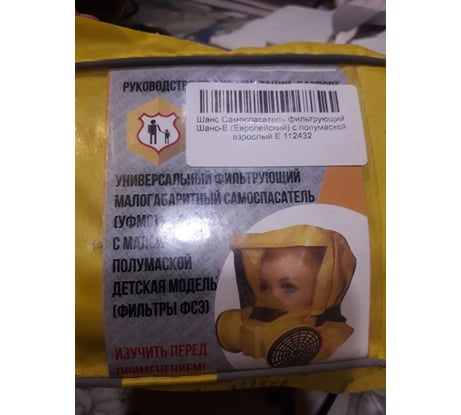 РУКОВОДСТВО
Шанс Самоспасатель фильтрующий
Шанс-Е (Европейский) с полумаской
взрослый Е 112432
УНИВЕРСАЛЬНЫЙ ФИЛЬТРУЮЩИЙ
МАЛОГАБАРИТНЫЙ САМОСПАСАТЕЛЬ
(УФМС)
С
ПОЛУМАСКОЙ
ДЕТСКАЯ МОДЕЛЬ
(ФИЛЬТРЫ ФСЭ)
ИЗУЧИТЬ ПЕРЕД
ПРИМЕНЕНИЕМ!